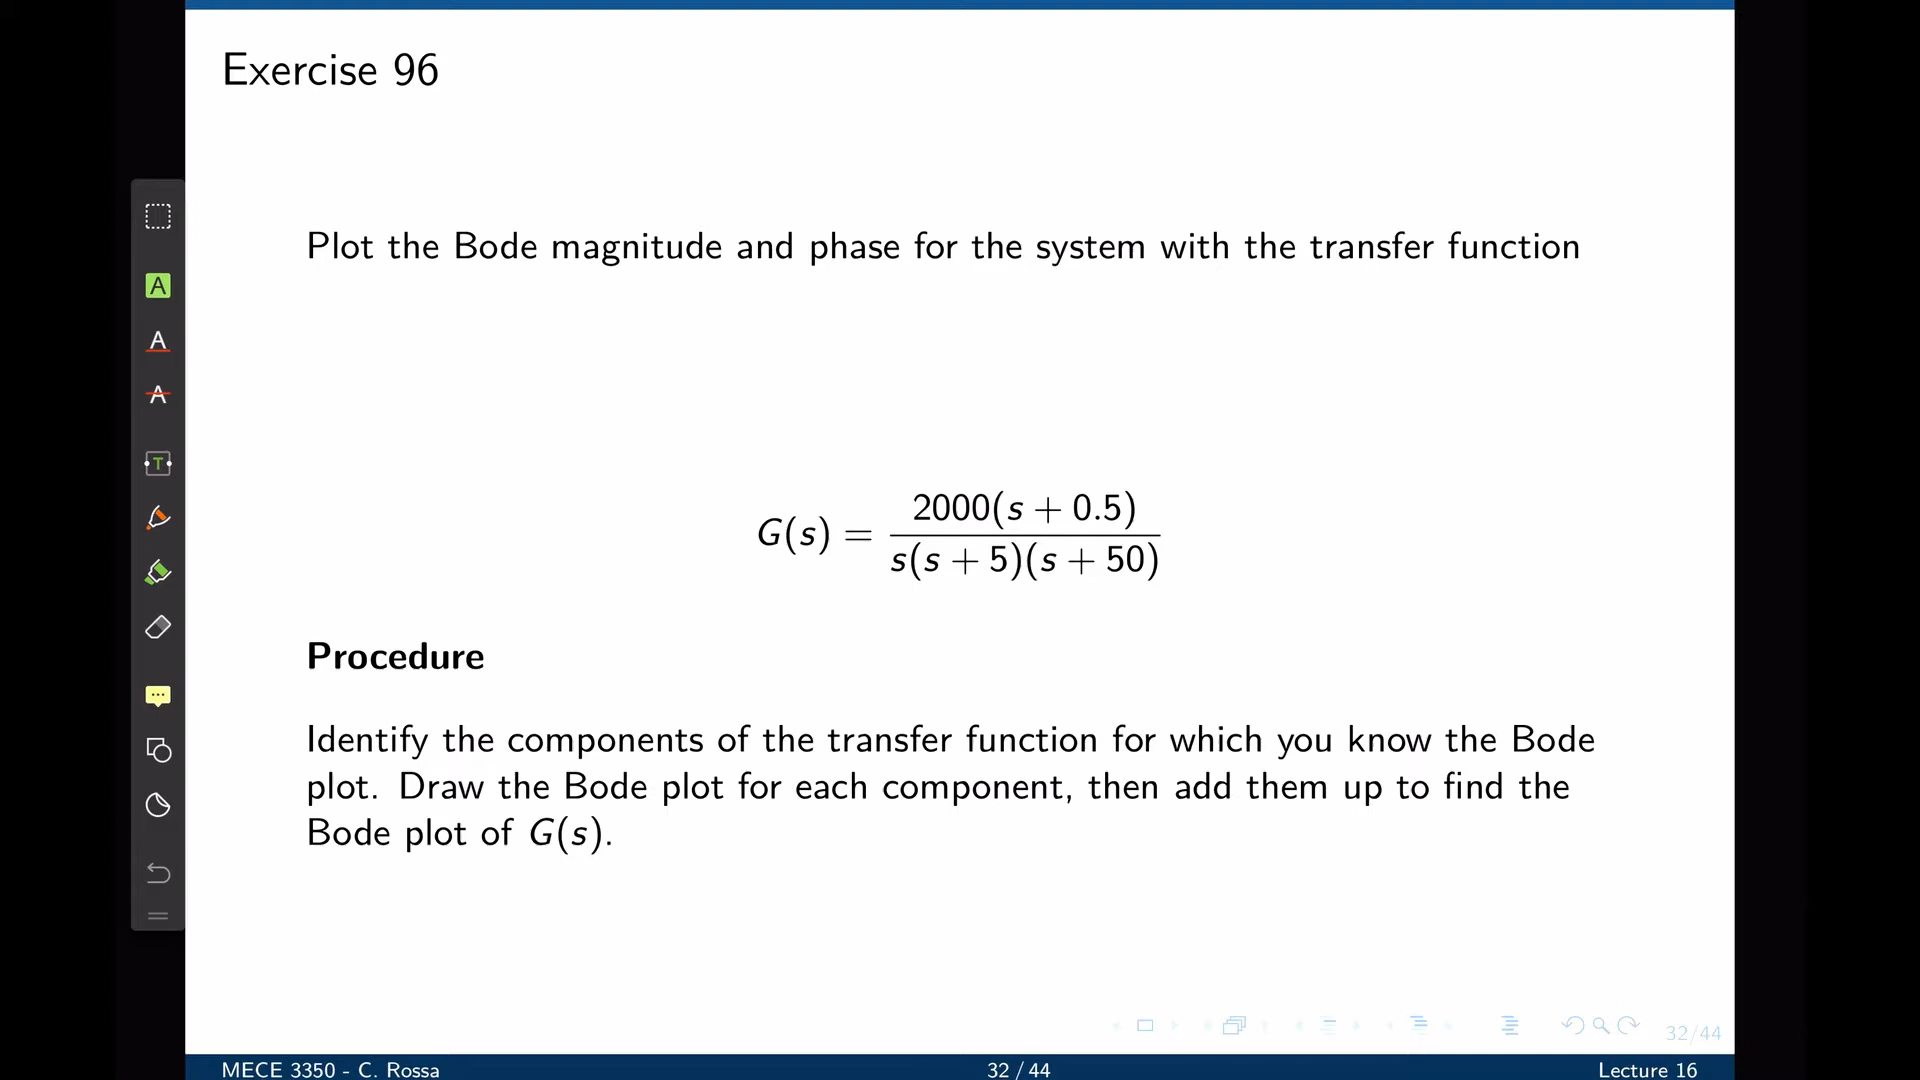 Exercise 96
Plot the Bode magnitude and phase for the system with the transfer function
G(s) = 2000(s + 0.5) / s(s + 5)(s + 50)
Procedure
Identify the components of the transfer function for which you know the Bode
plot. Draw the Bode plot for each component, then add them up to find the
Bode plot of G(s).
32/44
MECE 3350 - C. Rossa 32 / 44 Lecture 16
A
A
A
T